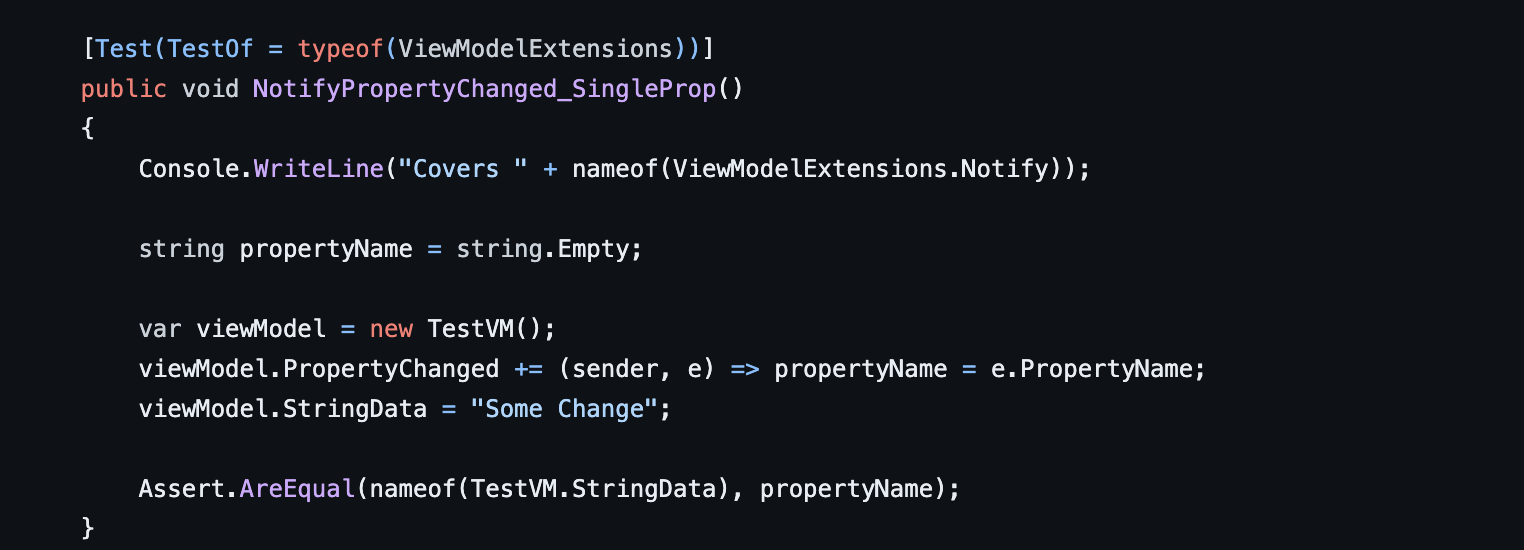 [Test(TestOf = typeof(ViewModelExtensions))]
public void NotifyPropertyChanged_SingleProp()
{
    Console.WriteLine("Covers " + nameof(ViewModelExtensions.Notify));

    string propertyName = string.Empty;

    var viewModel = new TestVM();
    viewModel.PropertyChanged += (sender, e) => propertyName = e.PropertyName;
    viewModel.StringData = "Some Change";

    Assert.AreEqual(nameof(TestVM.StringData), propertyName);
}